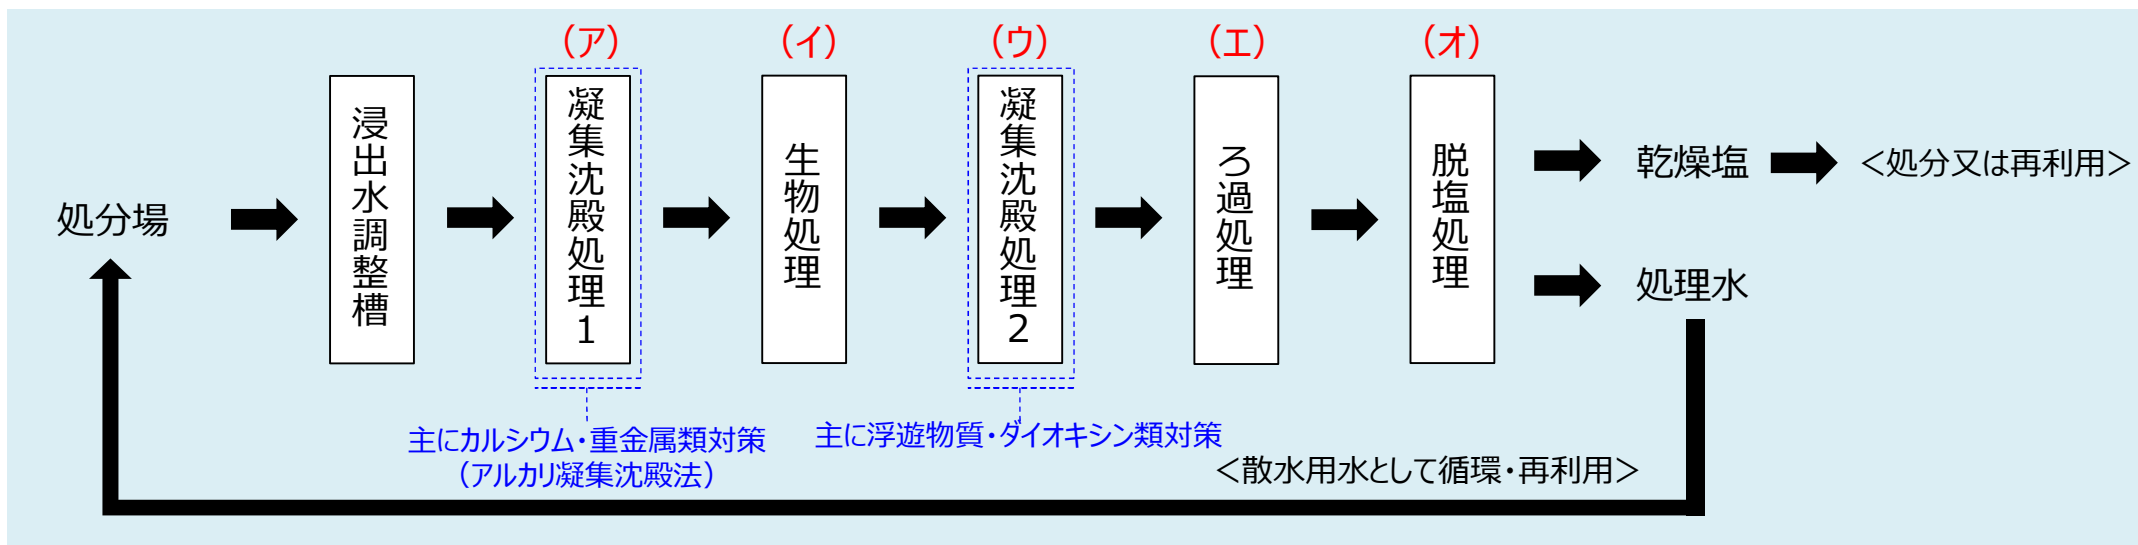 （ア）
（イ）
（ウ）
（エ）
（オ）
処分場
浸出水調整槽
凝集沈殿処理1
生物処理
凝集沈殿処理2
ろ過処理
脱塩処理
乾燥塩
＜処分又は再利用＞
処理水
主にカルシウム・重金属類対策
（アルカリ凝集沈殿法）
主に浮遊物質・ダイオキシン類対策
＜散水用水として循環・再利用＞